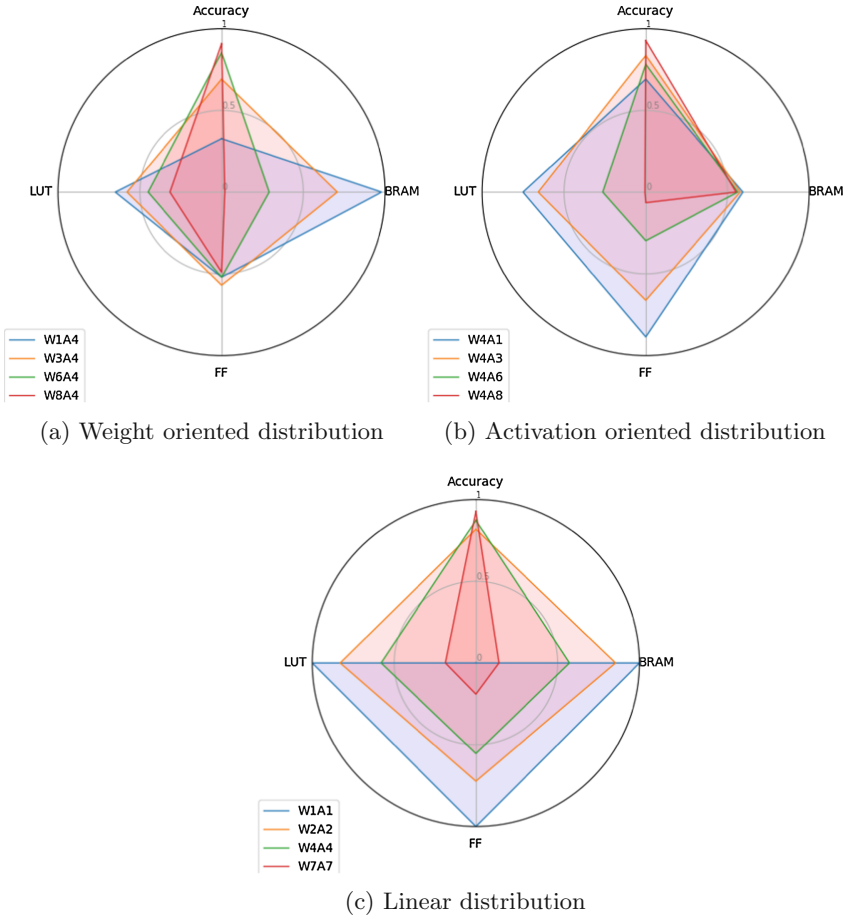 Accuracy
1
0.5
0
LUT
BRAM
FF
W1A4
W3A4
W6A4
W8A4
(a) Weight oriented distribution
Accuracy
1
0.5
0
LUT
BRAM
FF
W4A1
W4A3
W4A6
W4A8
(b) Activation oriented distribution
Accuracy
1
0.5
0
LUT
BRAM
FF
W1A1
W2A2
W4A4
W7A7
(c) Linear distribution